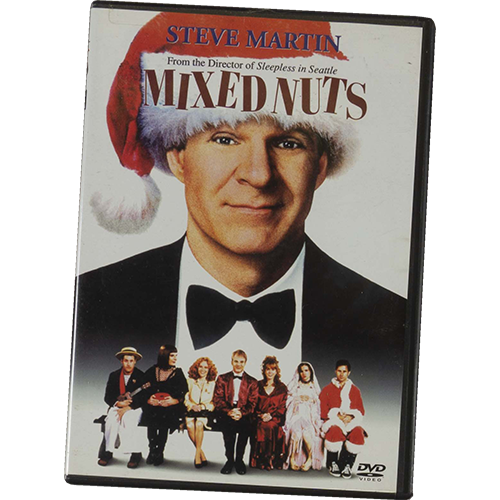 STEVE MARTIN
From the Director of Sleepless in Seattle
MIXED NUTS
DVD
VIDEO